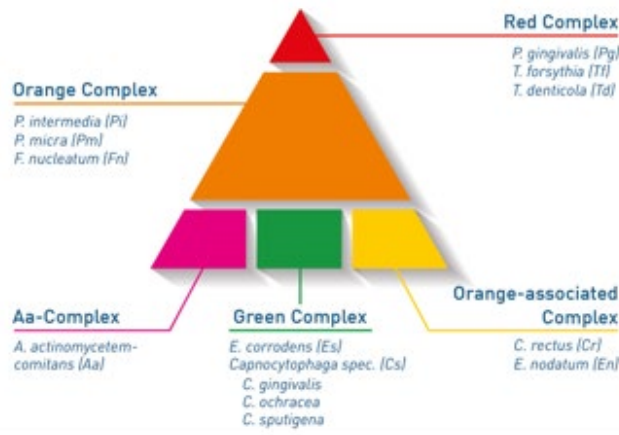 Red Complex
P. gingivalis (Pg)
T. forsythia (Tf)
T. denticola (Td)
Orange Complex
P. intermedia (Pi)
P. micra (Pm)
F. nucleatum (Fn)
Aa-Complex
A. actinomycetem-
comitans (Aa)
Green Complex
E. corrodens (Es)
Capnocytophaga spec. (Cs)
C. gingivalis
C. ochracea
C. sputigena
Orange-associated
Complex
C. rectus (Cr)
E. nodatum (En)